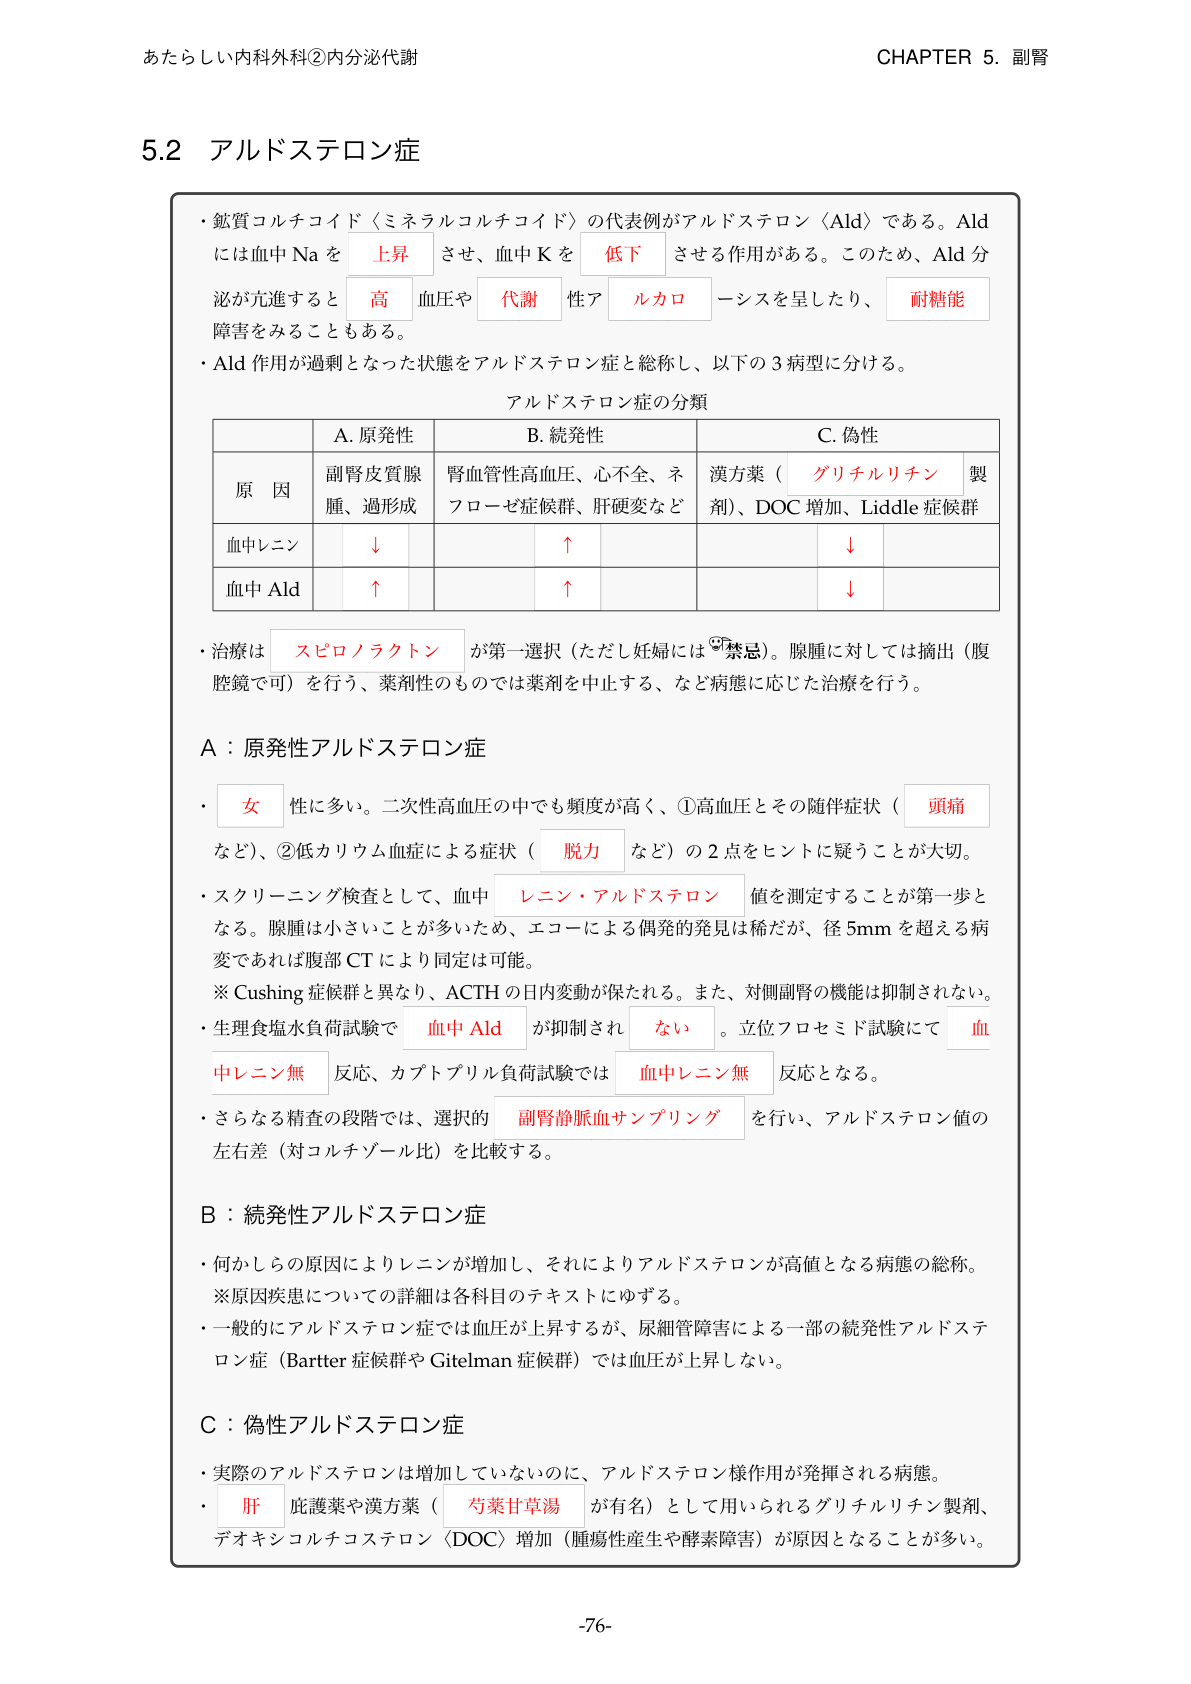 あたらしい内科外科②内分泌代謝
CHAPTER 5. 副腎
5.2 アルドステロン症
・鉱質コルチコイド〈ミネラルコルチコイド〉の代表例がアルドステロン〈Ald〉である。Ald
には血中 Na を 上昇 させ、血中 K を 低下 させる作用がある。このため、Ald 分
泌が亢進すると 高 血圧や 代謝 性ア ルカロ ーシスを呈したり、 耐糖能
障害をみることもある。
・Ald 作用が過剰となった状態をアルドステロン症と総称し、以下の 3 病型に分ける。
アルドステロン症の分類
A. 原発性 B. 続発性 C. 偽性
原 因 副腎皮質腺 腎血管性高血圧、心不全、ネ 漢方薬（ グリチルリチン 製
腫、過形成 フローゼ症候群、肝硬変など 剤）、DOC 増加、Liddle 症候群
血中レニン ↓ ↑ ↓
血中 Ald ↑ ↑ ↓
・治療は スピロノラクトン が第一選択（ただし妊婦には禁忌）。腺腫に対しては摘出（腹
腔鏡で可）を行う、薬剤性のものでは薬剤を中止する、など病態に応じた治療を行う。
A：原発性アルドステロン症
・ 女 性に多い。二次性高血圧の中でも頻度が高く、①高血圧とその随伴症状（ 頭痛
など）、②低カリウム血症による症状（ 脱力 など）の 2 点をヒントに疑うことが大切。
・スクリーニング検査として、血中 レニン・アルドステロン 値を測定することが第一歩と
なる。腺腫は小さいことが多いため、エコーによる偶発的発見は稀だが、径 5mm を超える病
変であれば腹部 CT により同定は可能。
※ Cushing 症候群と異なり、ACTH の日内変動が保たれる。また、対側副腎の機能は抑制されない。
・生理食塩水負荷試験で 血中 Ald が抑制され ない 。立位フロセミド試験にて 血
中レニン無 反応、カプトプリル負荷試験では 血中レニン無 反応となる。
・さらなる精査の段階では、選択的 副腎静脈血サンプリング を行い、アルドステロン値の
左右差（対コルチゾール比）を比較する。
B：続発性アルドステロン症
・何かしらの原因によりレニンが増加し、それによりアルドステロンが高値となる病態の総称。
※原因疾患についての詳細は各科目のテキストにゆずる。
・一般的にアルドステロン症では血圧が上昇するが、尿細管障害による一部の続発性アルドステ
ロン症（Bartter 症候群や Gitelman 症候群）では血圧が上昇しない。
C：偽性アルドステロン症
・実際のアルドステロンは増加していないのに、アルドステロン様作用が発揮される病態。
・ 肝 庇護薬や漢方薬（ 芍薬甘草湯 が有名）として用いられるグリチルリチン製剤、
デオキシコルチコステロン〈DOC〉増加（腫瘍性産生や酵素障害）が原因となることが多い。
-76-